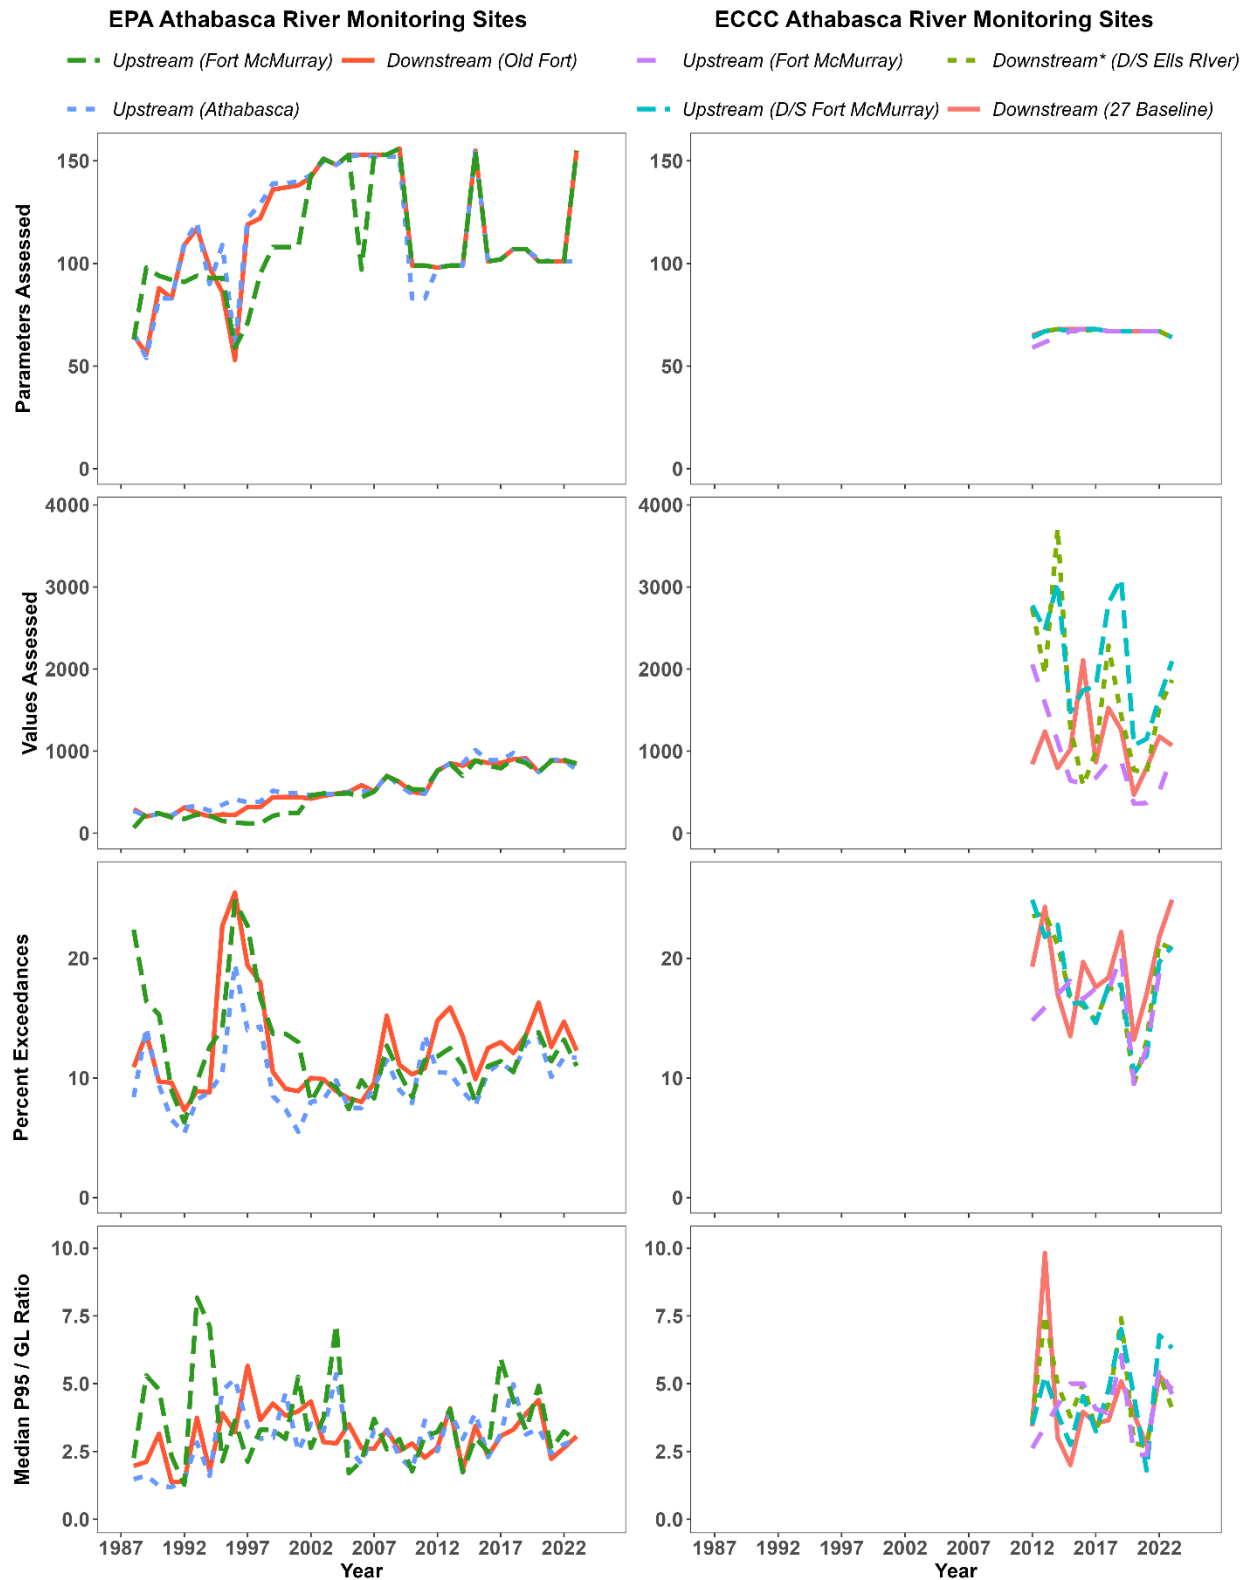 EPA Athabasca River Monitoring Sites
Upstream (Fort McMurray) Downstream (Old Fort)
Upstream (Athabasca)
ECCC Athabasca River Monitoring Sites
Upstream (Fort McMurray) Downstream* (D/S Ells RIver)
Upstream (D/S Fort McMurray) Downstream (27 Baseline)
Parameters Assessed
150
100
50
0
150
100
50
0
Values Assessed
4000
3000
2000
1000
0
4000
3000
2000
1000
0
Percent Exceedances
20
10
0
20
10
0
Median P95 / GL Ratio
10.0
7.5
5.0
2.5
0.0
10.0
7.5
5.0
2.5
0.0
1987 1992 1997 2002 2007 2012 2017 2022
Year
1987 1992 1997 2002 2007 2012 2017 2022
Year